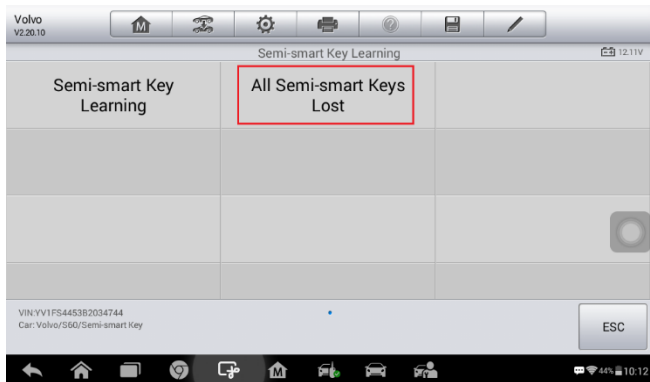 Volvo
V2.20.10
M
Semi-smart Key Learning
12.11V
Semi-smart Key
Learning
All Semi-smart Keys
Lost
VIN:YV1FS4453B2034744
Car: Volvo/S60/Semi-smart Key
ESC
M
44% 10:12